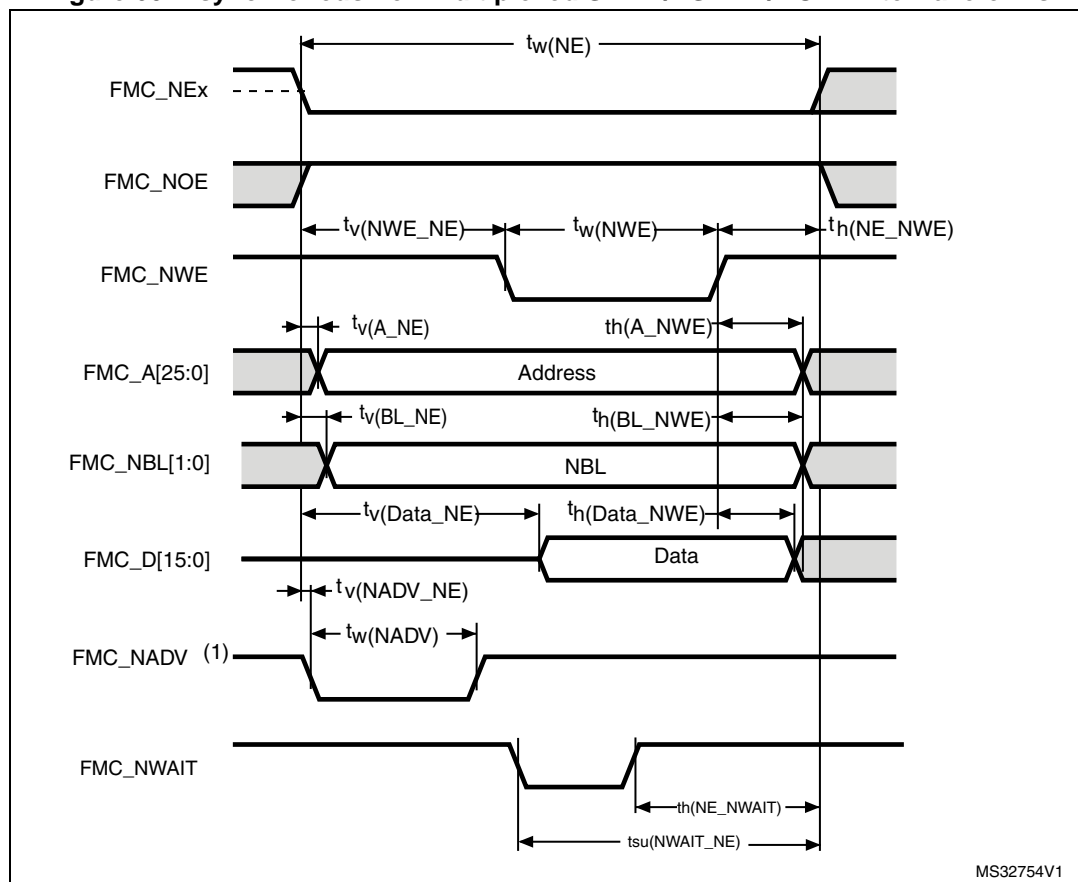 tw(NE)
FMC_NEx
FMC_NOE
tv(NWE_NE)
tw(NWE)
th(NE_NWE)
FMC_NWE
tv(A_NE)
th(A_NWE)
FMC_A[25:0]
Address
tv(BL_NE)
th(BL_NWE)
FMC_NBL[1:0]
NBL
tv(Data_NE)
th(Data_NWE)
FMC_D[15:0]
Data
tv(NADV_NE)
tw(NADV)
FMC_NADV (1)
FMC_NWAIT
th(NE_NWAIT)
tsu(NWAIT_NE)
MS32754V1